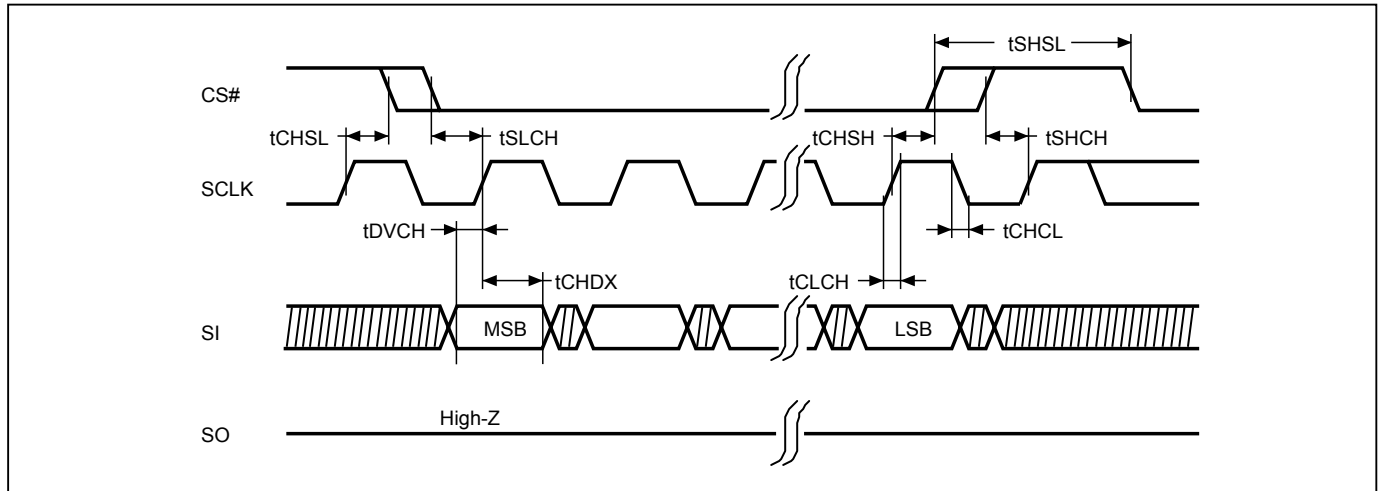 tSHSL
CS#
tCHSL
tSLCH
tCHSH
tSHCH
SCLK
tDVCH
tCHCL
tCHDX
tCLCH
SI
MSB
LSB
High-Z
SO